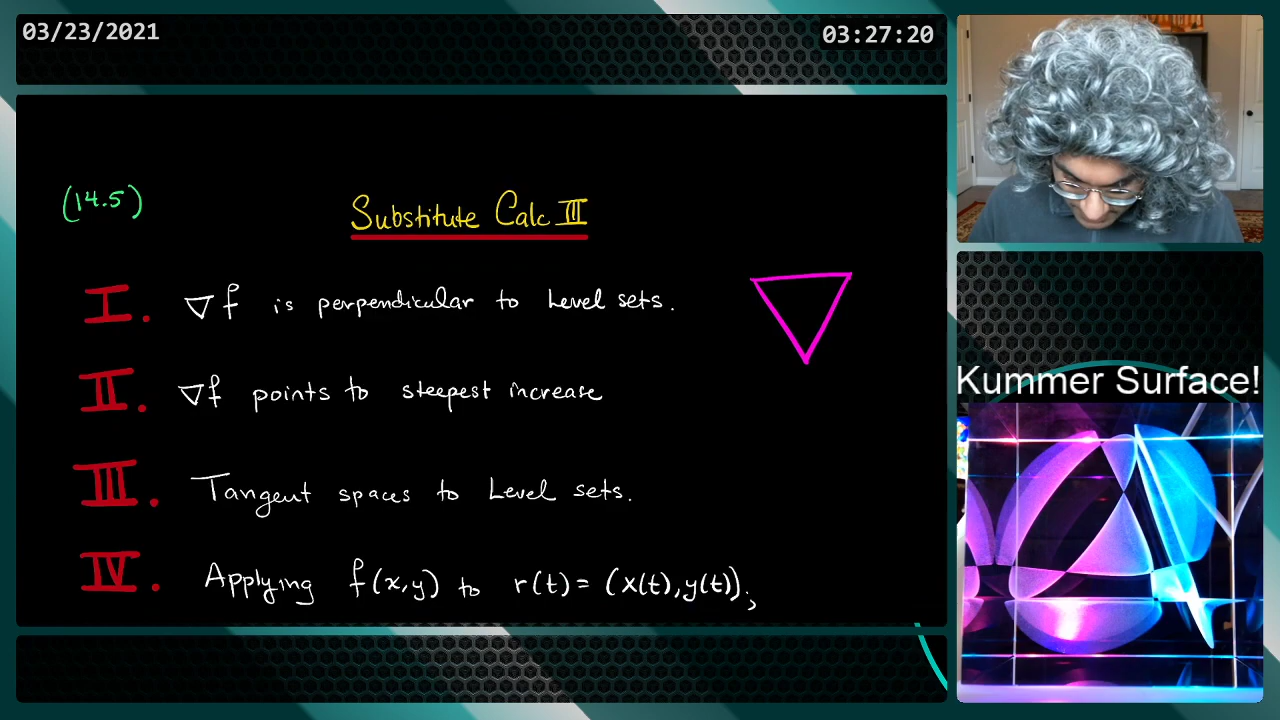 03/23/2021
03:27:20
(14.5)
Substitute Calc III
I. ∇f is perpendicular to Level sets.
II. ∇f points to steepest increase
III. Tangent spaces to Level sets.
IV. Applying f(x,y) to r(t) = (x(t), y(t));
Kummer Surface!